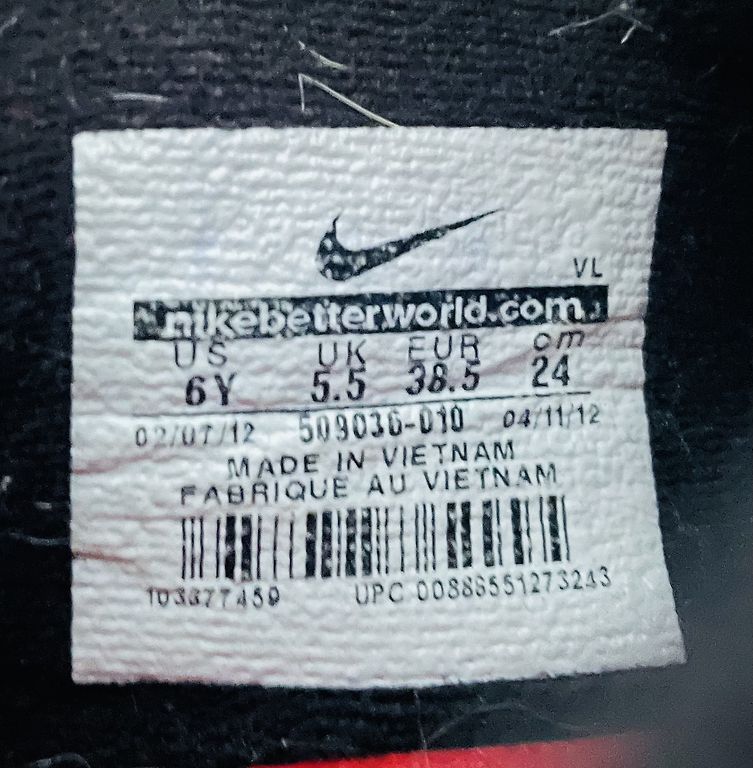 VL
nikebetterworld.com
US UK EUR cm
6Y 5.5 38.5 24
02/07/12 509036-010 04/11/12
MADE IN VIETNAM
FABRIQUE AU VIETNAM
103377459 UPC 00886551273243